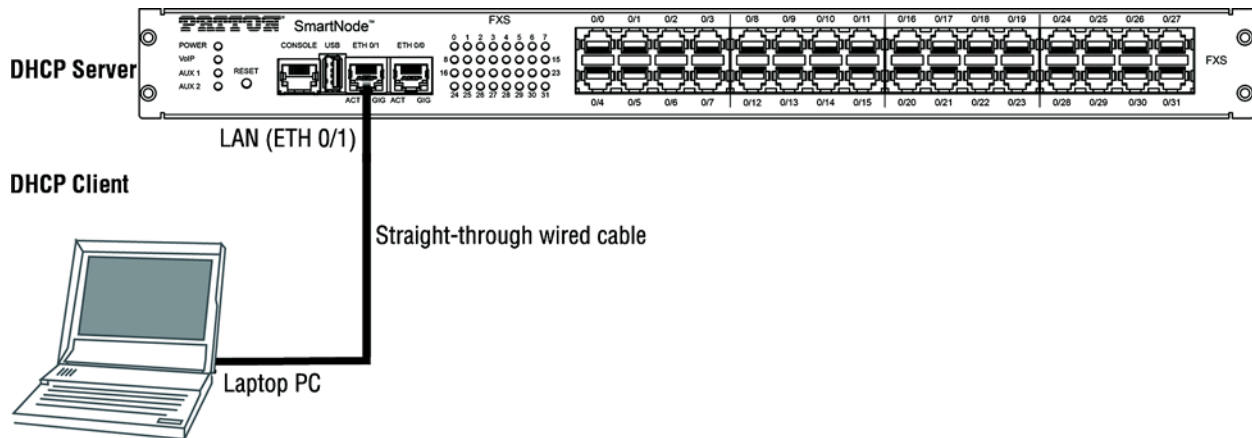 PATTON SmartNode™ FXS
0/0 0/1 0/2 0/3 0/8 0/9 0/10 0/11 0/16 0/17 0/18 0/19 0/24 0/25 0/26 0/27
POWER
VoIP
AUX 1
AUX 2
RESET
CONSOLE USB ETH 0/1 ETH 0/0
0 1 2 3 4 5 6 7
8 15
16 23
24 25 26 27 28 29 30 31
ACT GIG ACT GIG
FXS
0/4 0/5 0/6 0/7 0/12 0/13 0/14 0/15 0/20 0/21 0/22 0/23 0/28 0/29 0/30 0/31
DHCP Server
LAN (ETH 0/1)
DHCP Client
Straight-through wired cable
Laptop PC